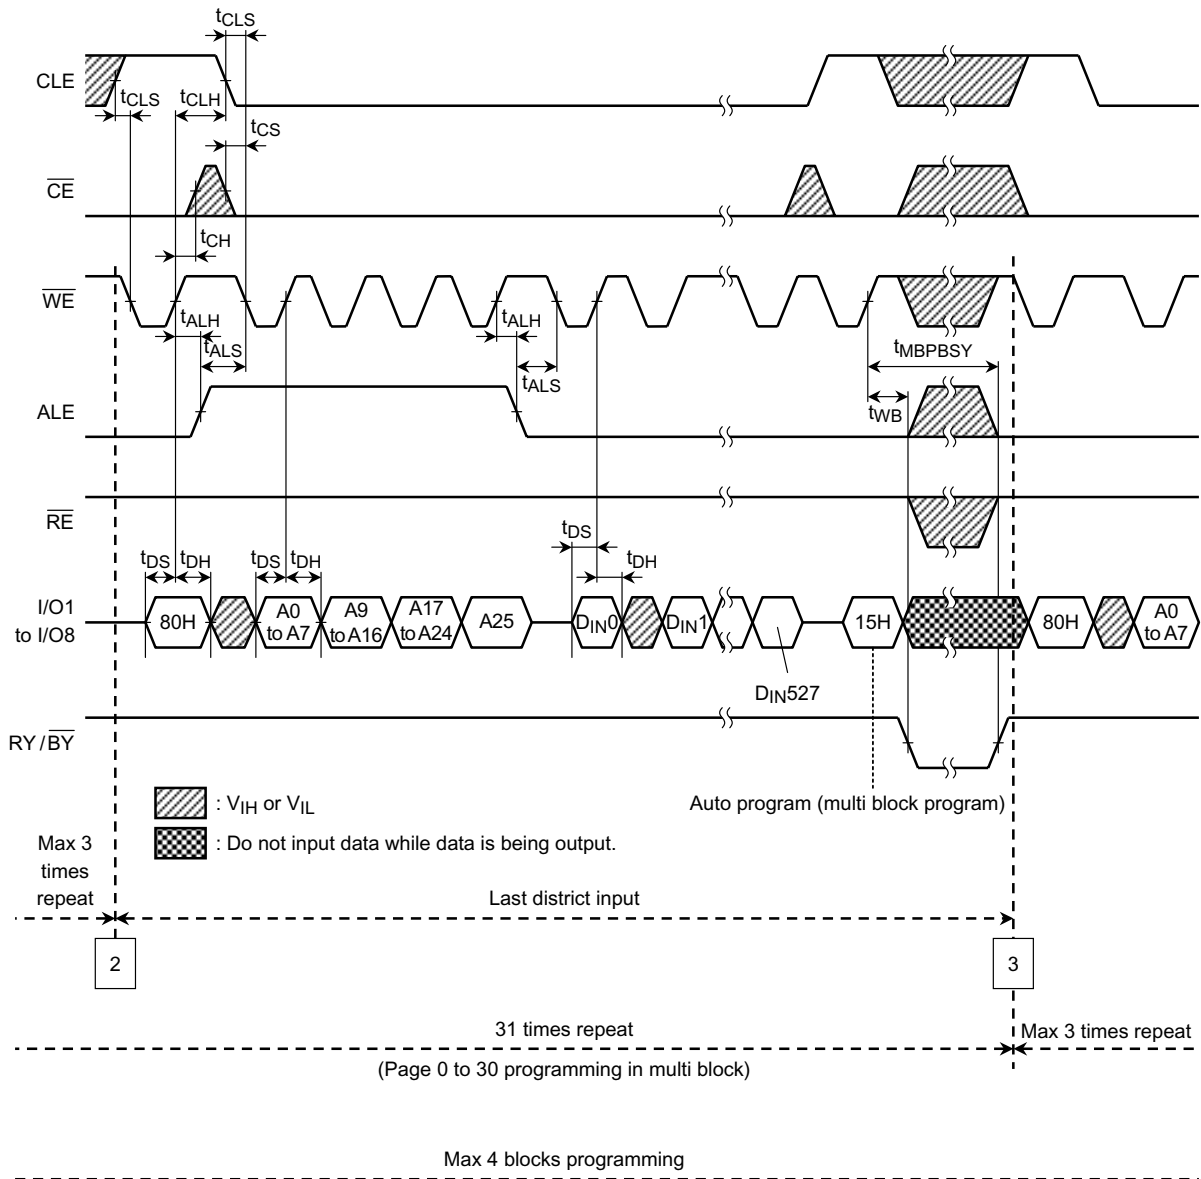 tCLS
CLE
tCLS
tCLH
tCS
CE
tCH
WE
tALH
tALH
tMBPBSY
tALS
tALS
ALE
tWB
RE
tDS
tDH
tDS
tDH
tDS
tDH
I/O1
to I/O8
80H
A0
to A7
A9
to A16
A17
to A24
A25
DIN0
DIN1
15H
80H
A0
to A7
DIN527
RY/BY
: VIH or VIL
Auto program (multi block program)
: Do not input data while data is being output.
Max 3
times
repeat
Last district input
2
3
31 times repeat
Max 3 times repeat
(Page 0 to 30 programming in multi block)
Max 4 blocks programming